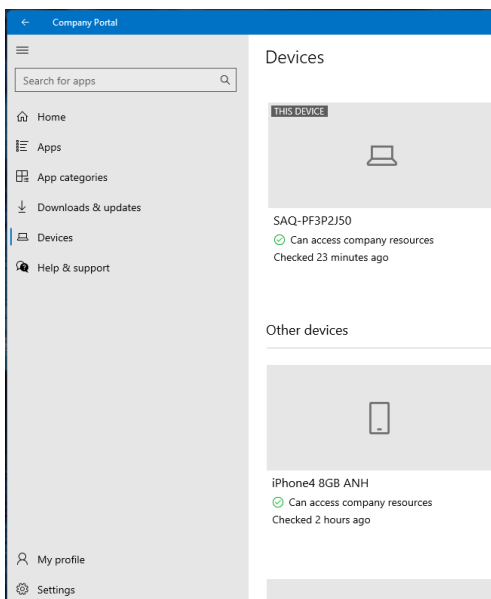 Company Portal
Search for apps
Home
Apps
App categories
Downloads & updates
Devices
Help & support
My profile
Settings
Devices
THIS DEVICE
SAQ-PF3P2J50
Can access company resources
Checked 23 minutes ago
Other devices
iPhone4 8GB ANH
Can access company resources
Checked 2 hours ago